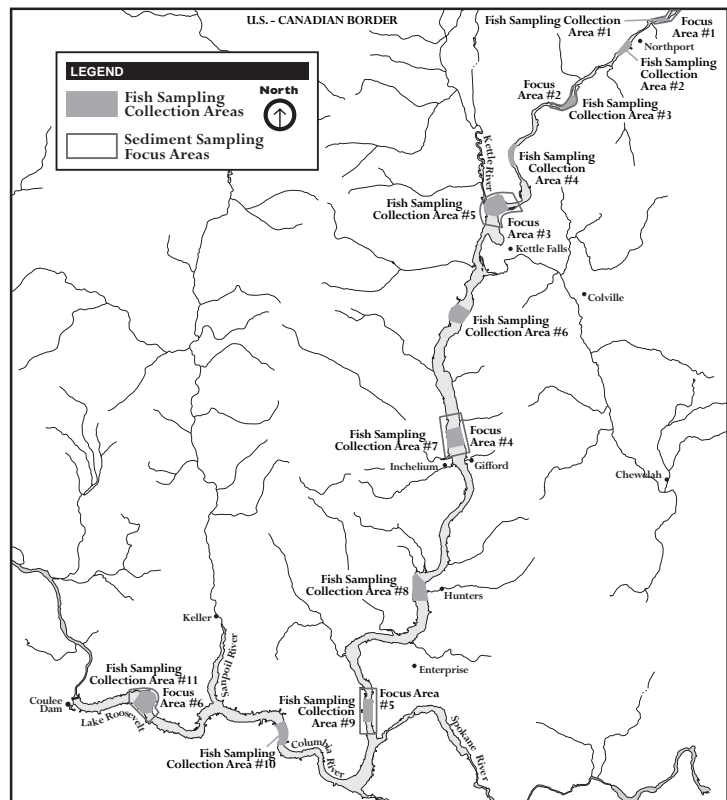 U.S. - CANADIAN BORDER
Fish Sampling Collection
Area #1
Focus
Area #1
Northport
Fish Sampling
Collection
Area #2
LEGEND
Fish Sampling
Collection Areas
North
Sediment Sampling
Focus Areas
Focus
Area #2
Fish Sampling
Collection Area #3
Kettle River
Fish Sampling
Collection
Area #4
Fish Sampling
Collection Area #5
Focus
Area #3
Kettle Falls
Colville
Fish Sampling
Collection Area #6
Fish Sampling
Collection Area #7
Focus
Area #4
Inchelium
Gifford
Chewelah
Fish Sampling
Collection Area #8
Hunters
Keller
Sanpoil River
Enterprise
Fish Sampling
Collection Area #11
Focus
Area #6
Coulee
Dam
Lake Roosevelt
Fish Sampling
Collection
Area #9
Focus Area
#5
Fish Sampling
Collection Area #10
Columbia
River
Spokane River